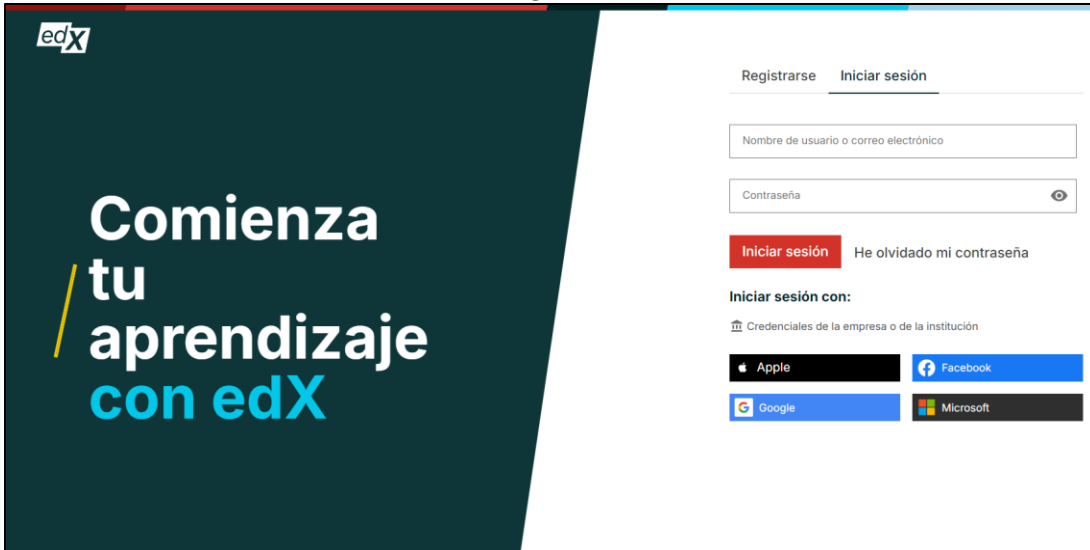 edX
Comienza
tu
aprendizaje
con edX
Registrarse Iniciar sesión
Nombre de usuario o correo electrónico
Contraseña
Iniciar sesión He olvidado mi contraseña
Iniciar sesión con:
Credenciales de la empresa o de la institución
Apple Facebook
Google Microsoft